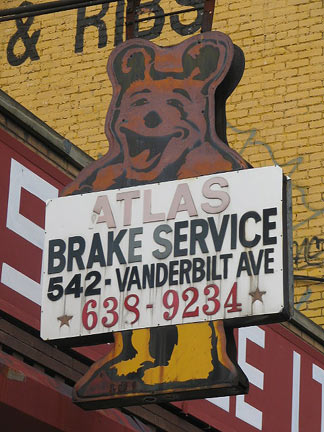 & RIBS
ATLAS
BRAKE SERVICE
542-VANDERBILT AVE
638-9234